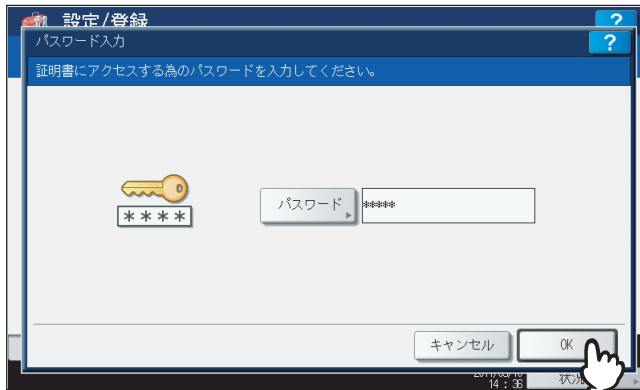 設定/登録
?
パスワード入力
?
証明書にアクセスする為のパスワードを入力してください。
****
パスワード
*****
キャンセル
OK
14:36
状況